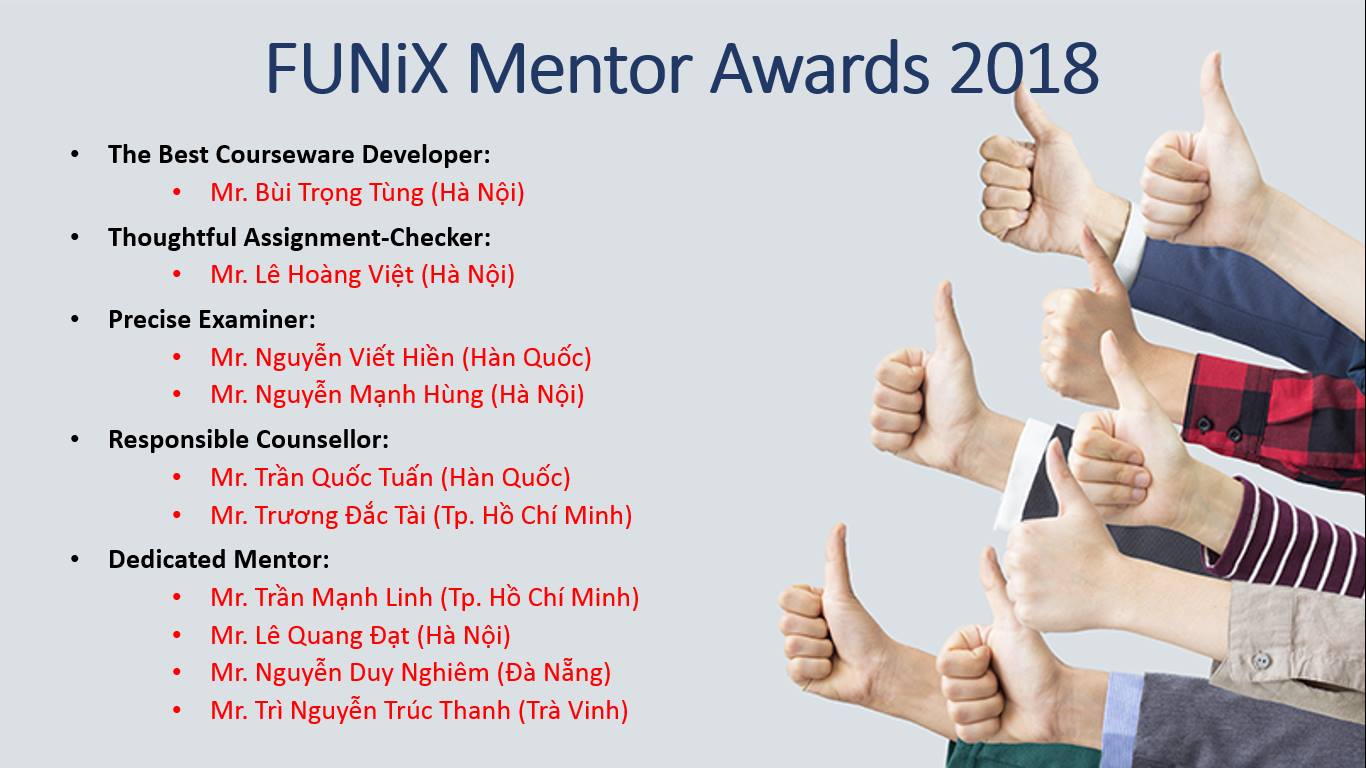 FUNiX Mentor Awards 2018
• The Best Courseware Developer:
• Mr. Bùi Trọng Tùng (Hà Nội)
• Thoughtful Assignment-Checker:
• Mr. Lê Hoàng Việt (Hà Nội)
• Precise Examiner:
• Mr. Nguyễn Viết Hiền (Hàn Quốc)
• Mr. Nguyễn Mạnh Hùng (Hà Nội)
• Responsible Counsellor:
• Mr. Trần Quốc Tuấn (Hàn Quốc)
• Mr. Trương Đắc Tài (Tp. Hồ Chí Minh)
• Dedicated Mentor:
• Mr. Trần Mạnh Linh (Tp. Hồ Chí Minh)
• Mr. Lê Quang Đạt (Hà Nội)
• Mr. Nguyễn Duy Nghiêm (Đà Nẵng)
• Mr. Trì Nguyễn Trúc Thanh (Trà Vinh)